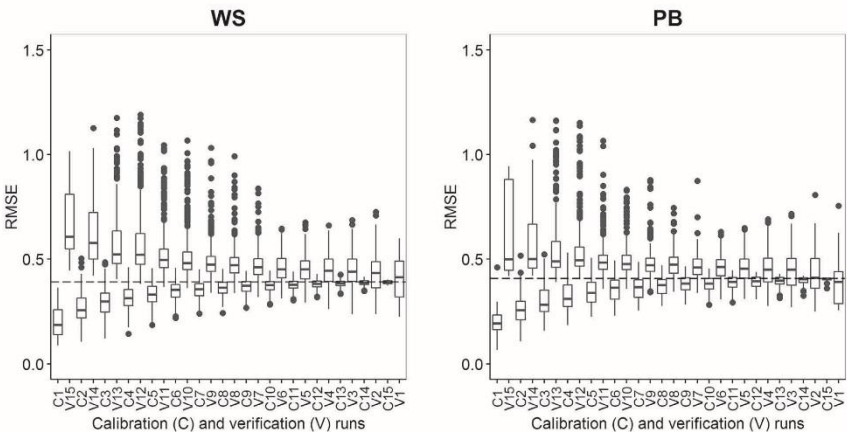 WS
RMSE
1.5
1.0
0.5
0.0
C1 V15 C2 V14 C3 V13 C4 V12 C5 V11 C6 V10 C7 V9 C8 V8 C9 V7 C10 V6 C11 V5 C12 V4 C13 V3 C14 V2 C15 V1
Calibration (C) and verification (V) runs
PB
RMSE
1.5
1.0
0.5
0.0
C1 V15 C2 V14 C3 V13 C4 V12 C5 V11 C6 V10 C7 V9 C8 V8 C9 V7 C10 V6 C11 V5 C12 V4 C13 V3 C14 V2 C15 V1
Calibration (C) and verification (V) runs